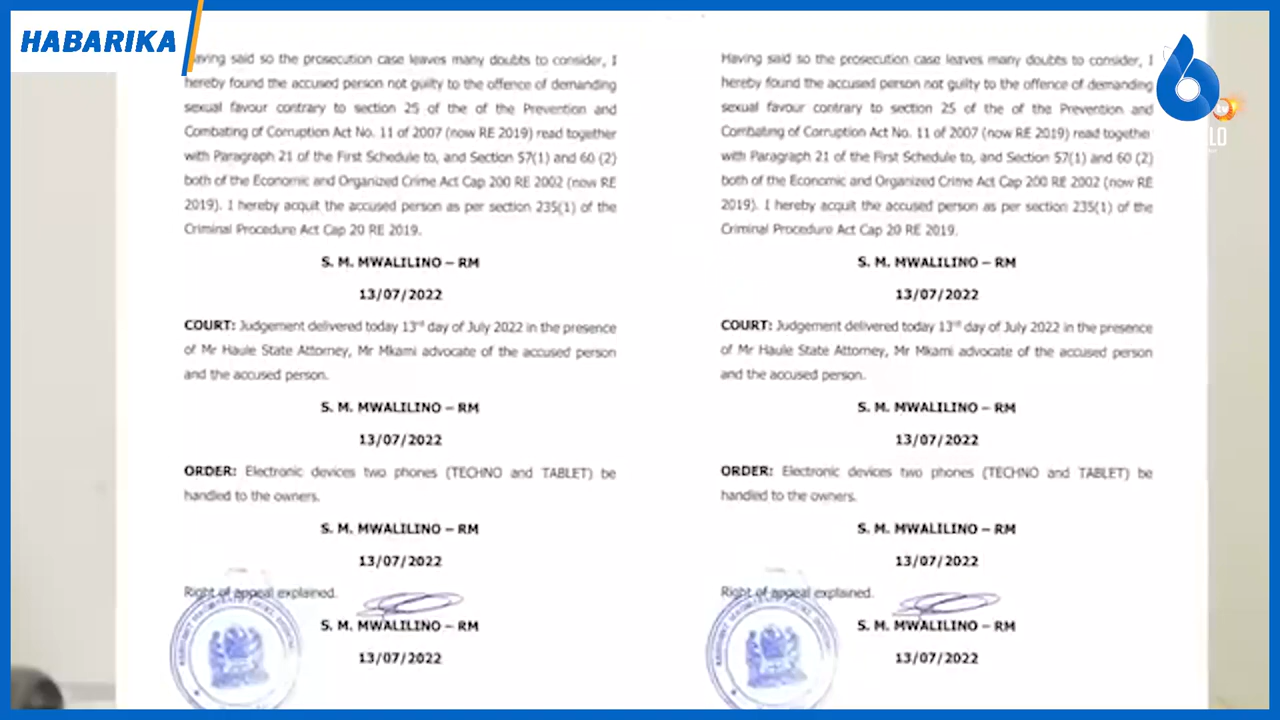 HABARIKA
Having said so the prosecution case leaves many doubts to consider, I
hereby found the accused person not guilty to the offence of demanding
sexual favour contrary to section 25 of the of the Prevention and
Combating of Corruption Act No. 11 of 2007 (now RE 2019) read together
with Paragraph 21 of the First Schedule to, and Section 57(1) and 60 (2)
both of the Economic and Organized Crime Act Cap 200 RE 2002 (now RE
2019). I hereby acquit the accused person as per section 235(1) of the
Criminal Procedure Act Cap 20 RE 2019.
S. M. MWALILINO – RM
13/07/2022
COURT: Judgement delivered today 13rd day of July 2022 in the presence
of Mr Haule State Attorney, Mr Mkami advocate of the accused person
and the accused person.
S. M. MWALILINO – RM
13/07/2022
ORDER: Electronic devices two phones (TECHNO and TABLET) be
handled to the owners.
S. M. MWALILINO – RM
13/07/2022
Right of appeal explained.
S. M. MWALILINO – RM
13/07/2022
Having said so the prosecution case leaves many doubts to consider, I
hereby found the accused person not guilty to the offence of demanding
sexual favour contrary to section 25 of the of the Prevention and
Combating of Corruption Act No. 11 of 2007 (now RE 2019) read together
with Paragraph 21 of the First Schedule to, and Section 57(1) and 60 (2)
both of the Economic and Organized Crime Act Cap 200 RE 2002 (now RE
2019). I hereby acquit the accused person as per section 235(1) of the
Criminal Procedure Act Cap 20 RE 2019.
S. M. MWALILINO – RM
13/07/2022
COURT: Judgement delivered today 13rd day of July 2022 in the presence
of Mr Haule State Attorney, Mr Mkami advocate of the accused person
and the accused person.
S. M. MWALILINO – RM
13/07/2022
ORDER: Electronic devices two phones (TECHNO and TABLET) be
handled to the owners.
S. M. MWALILINO – RM
13/07/2022
Right of appeal explained.
S. M. MWALILINO – RM
13/07/2022